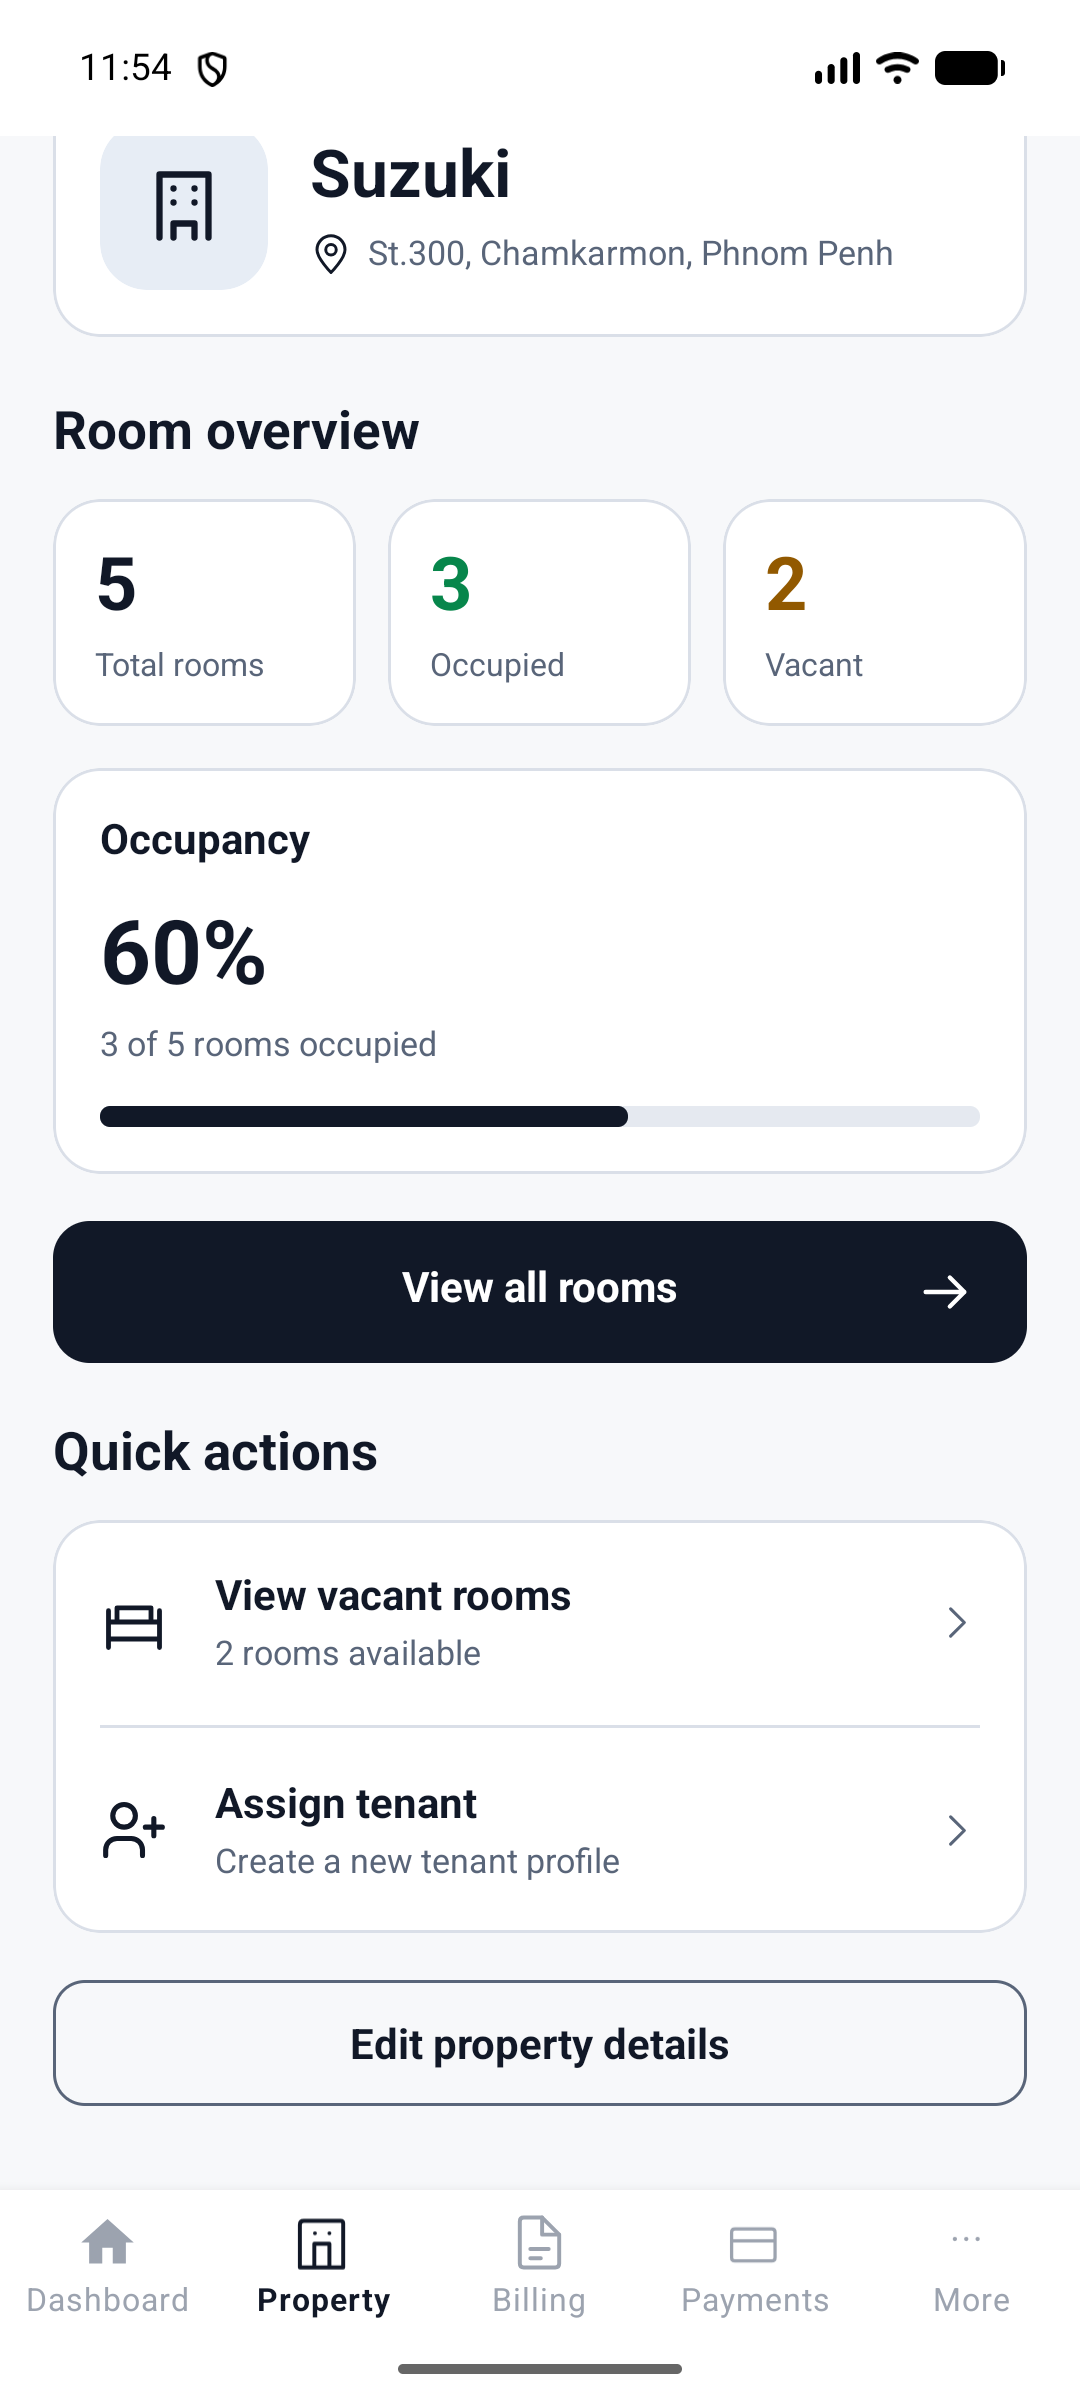 11:54
Suzuki
St.300, Chamkarmon, Phnom Penh
Room overview
5
Total rooms
3
Occupied
2
Vacant
Occupancy
60%
3 of 5 rooms occupied
View all rooms
Quick actions
View vacant rooms
2 rooms available
Assign tenant
Create a new tenant profile
Edit property details
Dashboard
Property
Billing
Payments
More